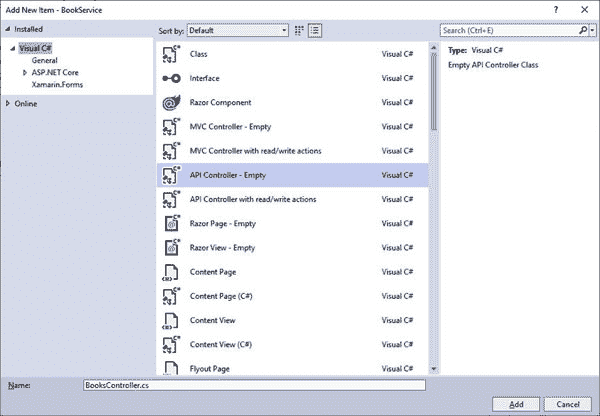 Add New Item - BookService
? ×
Installed
Sort by: Default
Search (Ctrl+E)
Visual C#
General
ASP.NET Core
Xamarin.Forms
Online
Class Visual C#
Interface Visual C#
Razor Component Visual C#
MVC Controller - Empty Visual C#
MVC Controller with read/write actions Visual C#
API Controller - Empty Visual C#
API Controller with read/write actions Visual C#
Razor Page - Empty Visual C#
Razor View - Empty Visual C#
Content Page Visual C#
Content Page (C#) Visual C#
Content View Visual C#
Content View (C#) Visual C#
Flyout Page Visual C#
Type: Visual C#
Empty API Controller Class
Name: BooksController.cs
Add Cancel